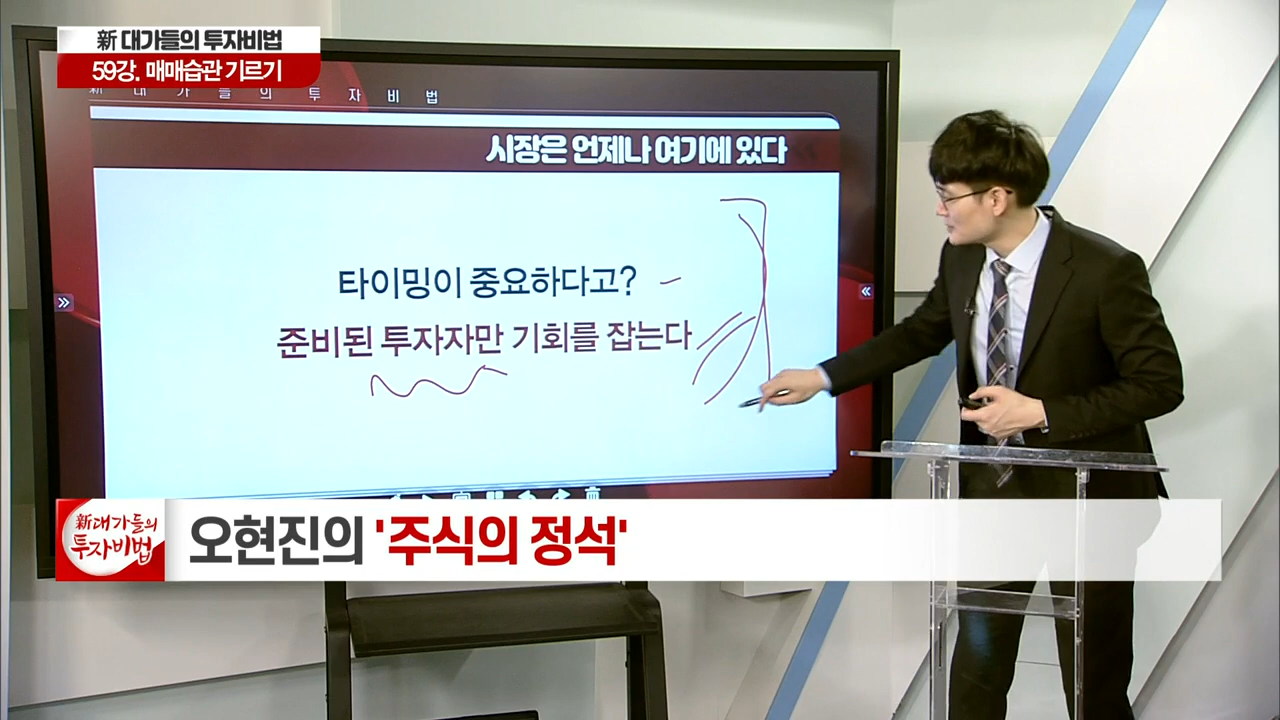 新 대가들의 투자비법
59강. 매매습관 기르기
新 대 가 들 의 투 자 비 법
시장은 언제나 여기에 있다
타이밍이 중요하다고?
준비된 투자자만 기회를 잡는다
新대가들의
투자비법
오현진의 '주식의 정석'